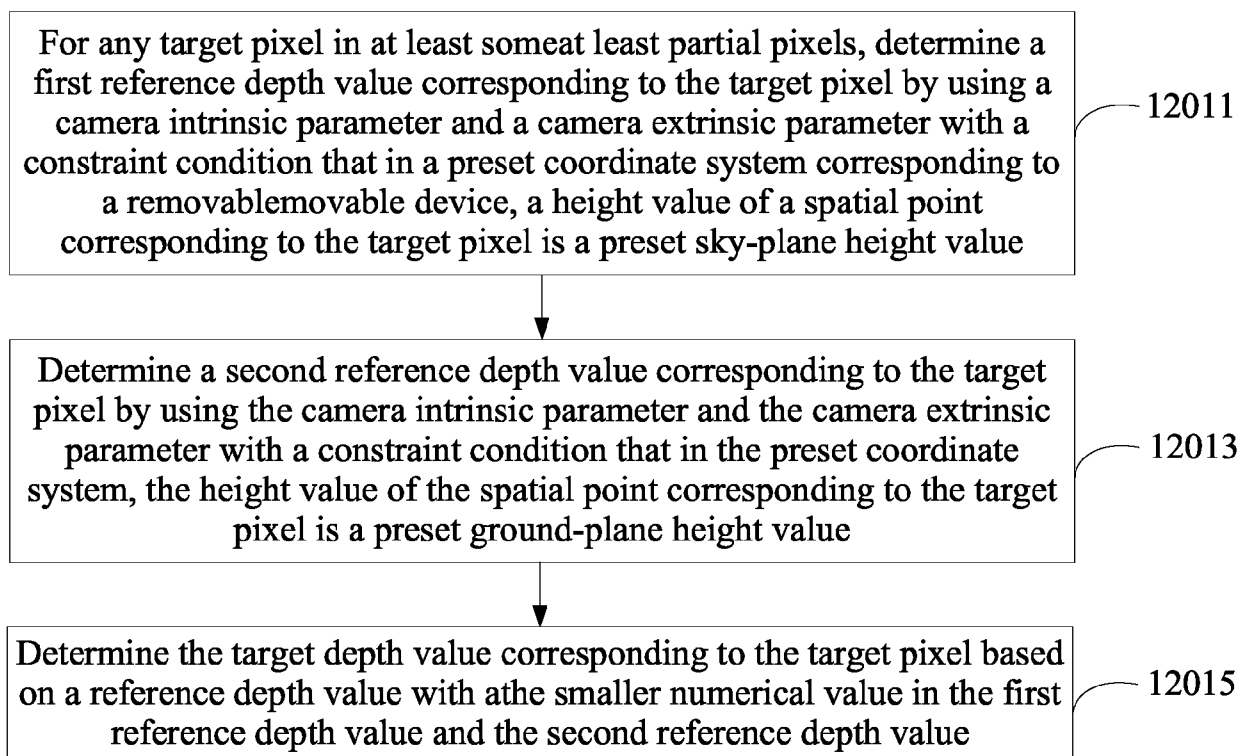 For any target pixel in at least someat least partial pixels, determine a
first reference depth value corresponding to the target pixel by using a
camera intrinsic parameter and a camera extrinsic parameter with a
constraint condition that in a preset coordinate system corresponding to
a removablemovable device, a height value of a spatial point
corresponding to the target pixel is a preset sky-plane height value
12011
Determine a second reference depth value corresponding to the target
pixel by using the camera intrinsic parameter and the camera extrinsic
parameter with a constraint condition that in the preset coordinate
system, the height value of the spatial point corresponding to the target
pixel is a preset ground-plane height value
12013
Determine the target depth value corresponding to the target pixel based
on a reference depth value with athe smaller numerical value in the first
reference depth value and the second reference depth value
12015